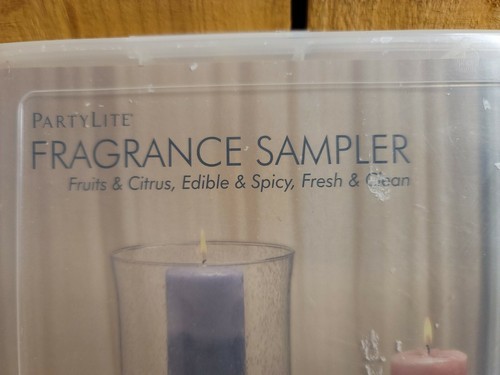 PARTYLITE®
FRAGRANCE SAMPLER
Fruits & Citrus, Edible & Spicy, Fresh & Clean